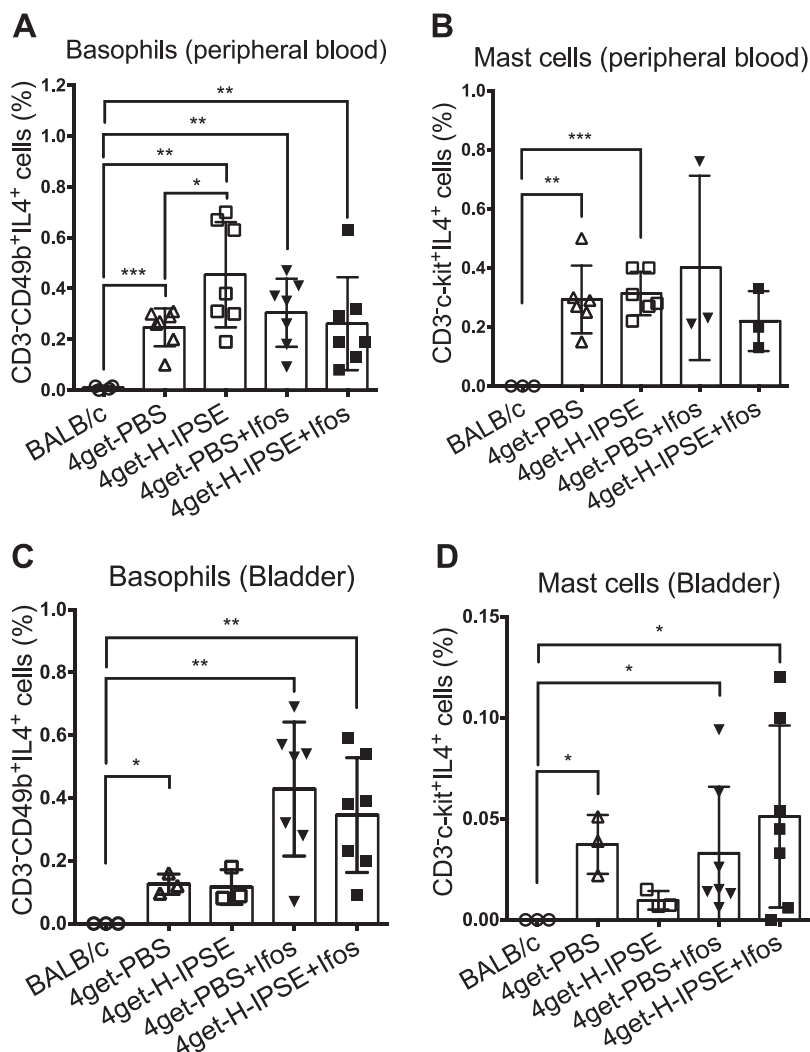 A
Basophils (peripheral blood)
CD3⁻CD49b⁺IL4⁺ cells (%)
1.2
1.0
0.8
0.6
0.4
0.2
0.0
**
**
**
*
***
BALB/c
4get-PBS
4get-H-IPSE
4get-PBS+Ifos
4get-H-IPSE+Ifos
B
Mast cells (peripheral blood)
CD3⁻c-kit⁺IL4⁺ cells (%)
0.8
0.6
0.4
0.2
0.0
***
**
BALB/c
4get-PBS
4get-H-IPSE
4get-PBS+Ifos
4get-H-IPSE+Ifos
C
Basophils (Bladder)
CD3⁻CD49b⁺IL4⁺ cells (%)
1.0
0.8
0.6
0.4
0.2
0.0
**
**
*
BALB/c
4get-PBS
4get-H-IPSE
4get-PBS+Ifos
4get-H-IPSE+Ifos
D
Mast cells (Bladder)
CD3⁻c-kit⁺IL4⁺ cells (%)
0.15
0.10
0.05
0.00
*
*
*
BALB/c
4get-PBS
4get-H-IPSE
4get-PBS+Ifos
4get-H-IPSE+Ifos